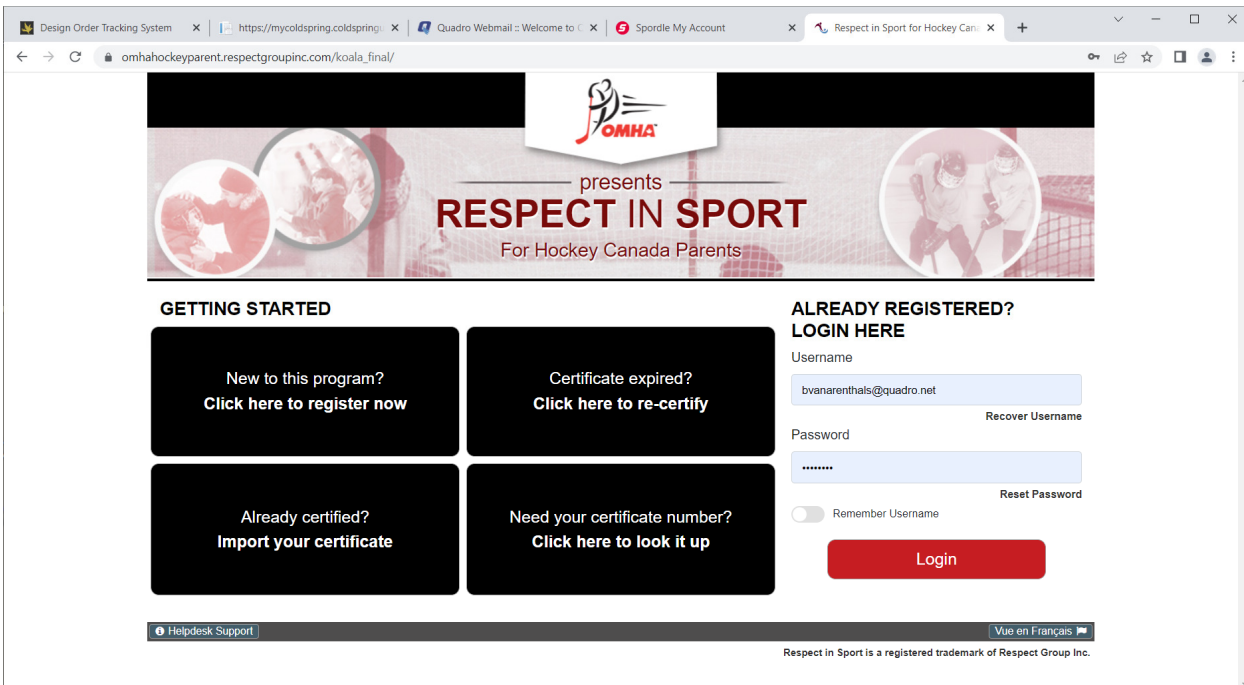 Design Order Tracking System
https://mycoldspring.coldspring
Quadro Webmail :: Welcome to
Spordle My Account
Respect in Sport for Hockey Can
omhahockeyparent.respectgroupinc.com/koala_final/
OMHA
presents
RESPECT IN SPORT
For Hockey Canada Parents
GETTING STARTED
New to this program?
Click here to register now
Certificate expired?
Click here to re-certify
Already certified?
Import your certificate
Need your certificate number?
Click here to look it up
ALREADY REGISTERED?
LOGIN HERE
Username
bvanarenthals@quadro.net
Recover Username
Password
••••••••
Reset Password
Remember Username
Login
Helpdesk Support
Vue en Français
Respect in Sport is a registered trademark of Respect Group Inc.